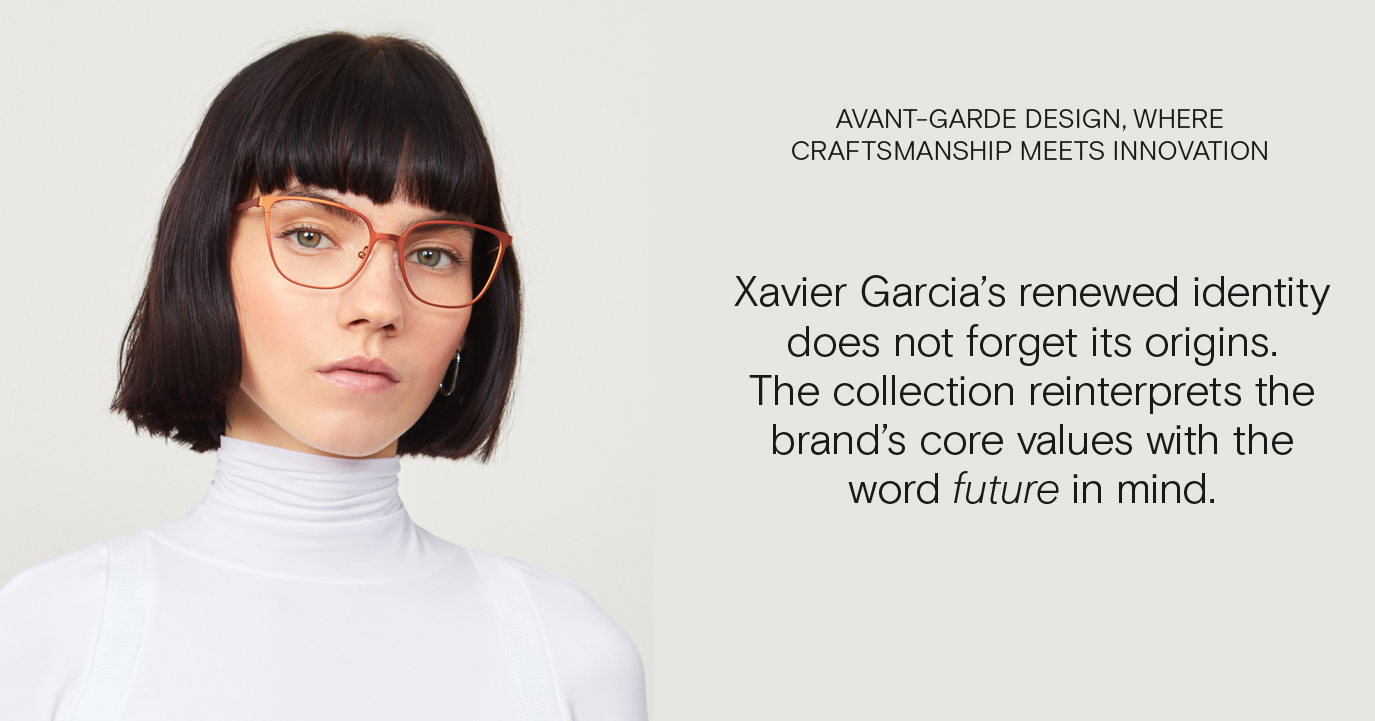 AVANT-GARDE DESIGN, WHERE
CRAFTSMANSHIP MEETS INNOVATION
Xavier Garcia’s renewed identity
does not forget its origins.
The collection reinterprets the
brand’s core values with the
word future in mind.